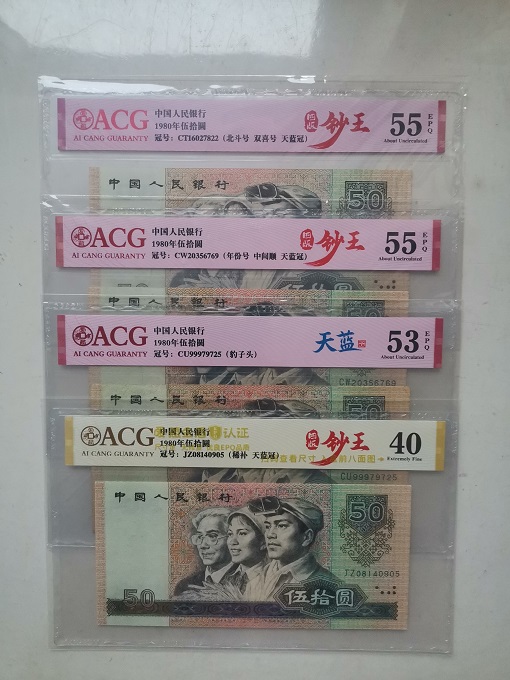 ACG
AI CANG GUARANTY
中国人民银行
1980年伍拾圆
冠号：CT16027822（北斗号 双喜号 天蓝冠）
钞王
55 EPQ
About Uncirculated
中国人民银行
50
ACG
AI CANG GUARANTY
中国人民银行
1980年伍拾圆
冠号：CW20356769（年份号 中间顺 天蓝冠）
钞王
55 EPQ
About Uncirculated
伍拾圆
ACG
AI CANG GUARANTY
中国人民银行
1980年伍拾圆
冠号：CU99979725（豹子头）
天蓝
53 EPQ
About Uncirculated
CW20356769
50
ACG
AI CANG GUARANTY
中国人民银行
1980年伍拾圆
冠号：JZ08140905（稀补 天蓝冠）
认证
钞王
40
Extremely Fine
CU99979725
中国人民银行
50
JZ08140905
50
伍拾圆